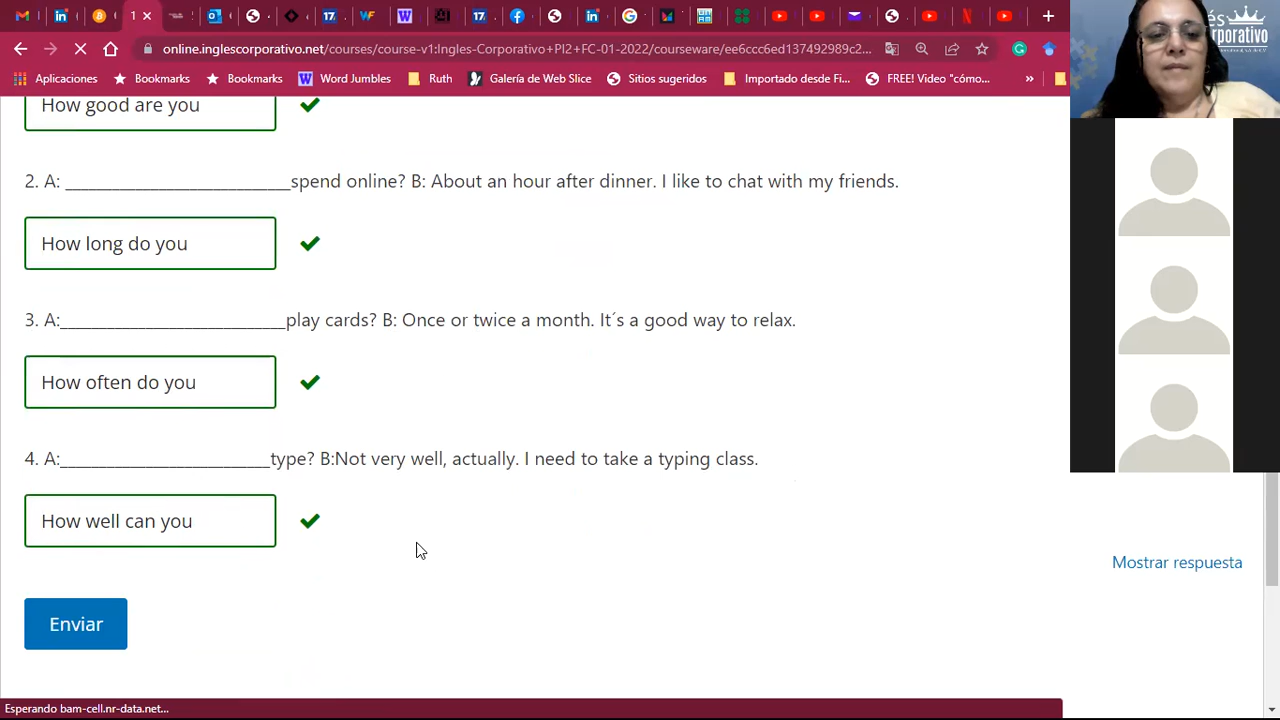 online.inglescorporativo.net/courses/course-v1:Ingles-Corporativo+PI2+FC-01-2022/courseware/ee6ccc6ed137492989c2...
Aplicaciones Bookmarks Bookmarks Word Jumbles Ruth Galería de Web Slice Sitios sugeridos Importado desde Fi... FREE! Video "cómo... »
How good are you
2. A: ________________________spend online? B: About an hour after dinner. I like to chat with my friends.
How long do you
3. A:________________________play cards? B: Once or twice a month. It´s a good way to relax.
How often do you
4. A:______________________type? B:Not very well, actually. I need to take a typing class.
How well can you
Mostrar respuesta
Enviar
Esperando bam-cell.nr-data.net...